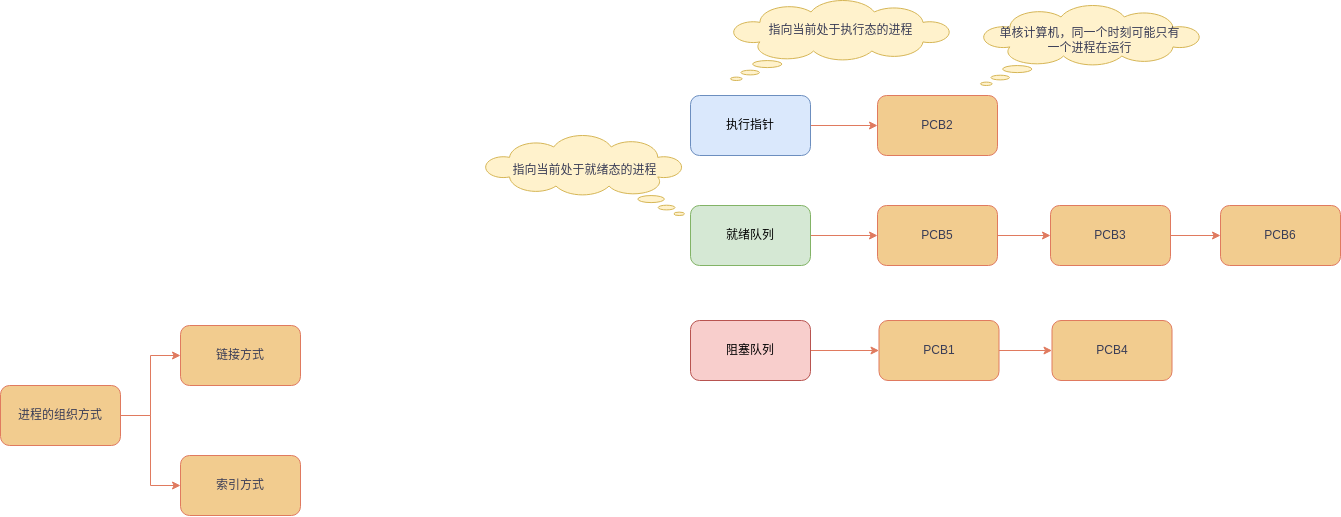 指向当前处于执行态的进程
单核计算机，同一个时刻可能只有
一个进程在运行
执行指针
PCB2
指向当前处于就绪态的进程
就绪队列
PCB5
PCB3
PCB6
阻塞队列
PCB1
PCB4
链接方式
进程的组织方式
索引方式